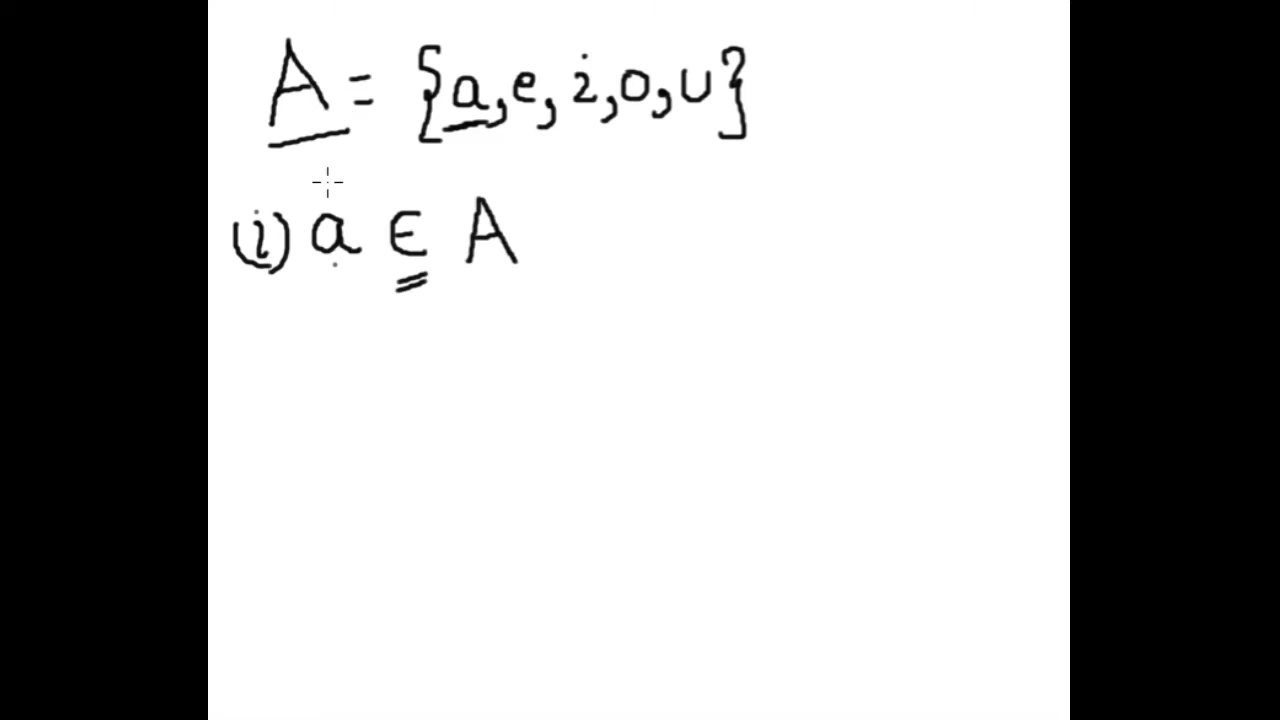 A = {a, e, i, o, u}
(i) a ∈ A